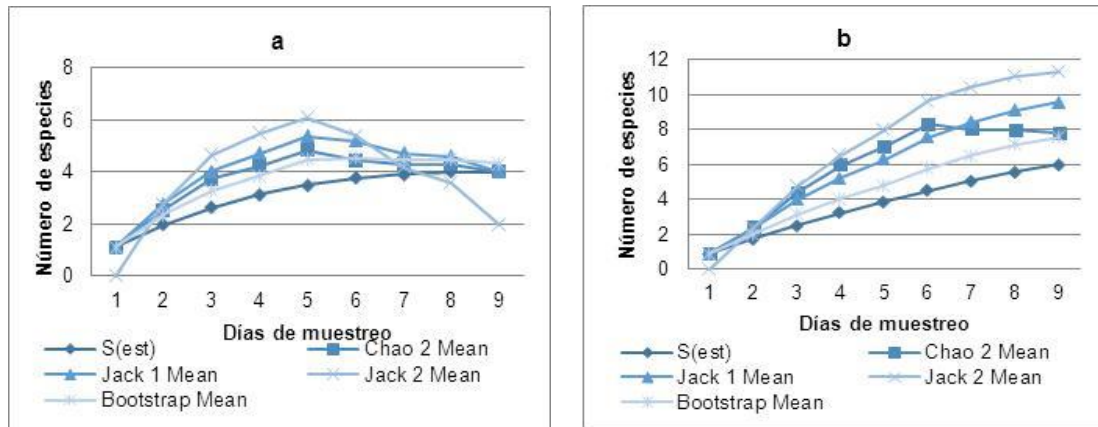 a
Número de especies
8
6
4
2
0
1 2 3 4 5 6 7 8 9
Días de muestreo
S(est)
Chao 2 Mean
Jack 1 Mean
Jack 2 Mean
Bootstrap Mean
b
Número de especies
12
10
8
6
4
2
0
1 2 3 4 5 6 7 8 9
Días de muestreo
S(est)
Chao 2 Mean
Jack 1 Mean
Jack 2 Mean
Bootstrap Mean